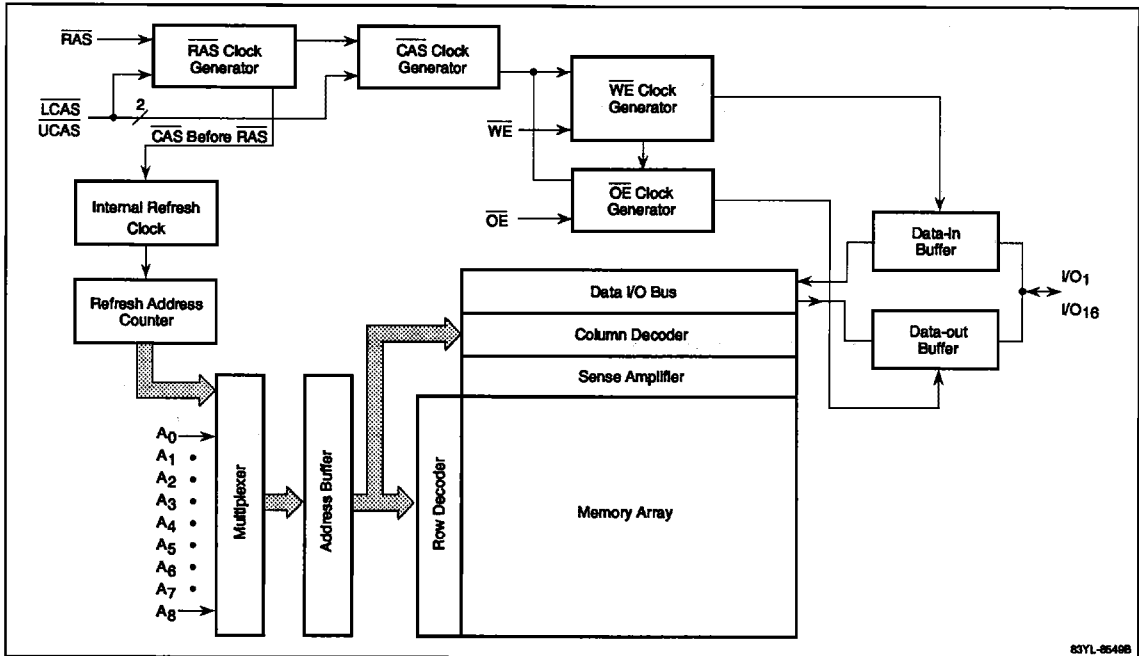 RAS
RAS Clock
Generator
CAS Clock
Generator
LCAS
UCAS
2
CAS Before RAS
WE
WE Clock
Generator
OE
OE Clock
Generator
Internal Refresh
Clock
Refresh Address
Counter
Data-In
Buffer
Data-out
Buffer
I/O1
I/O16
Data I/O Bus
Column Decoder
Sense Amplifier
Memory Array
Row Decoder
Address Buffer
Multiplexer
A0
A1 •
A2 •
A3 •
A4 •
A5 •
A6 •
A7 •
A8
83YL-8549B